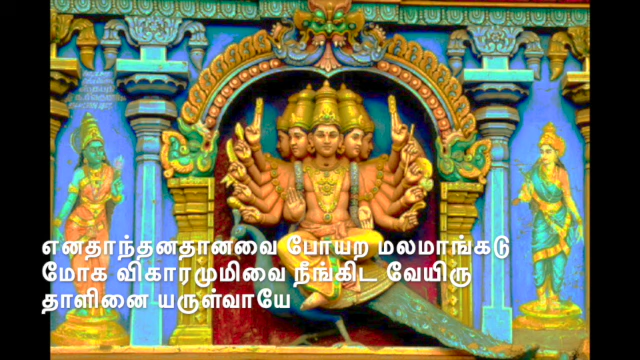 எனதாந்தனதானவை போயற மலமாங்கடு
மோக விகாரமுமிவை நீங்கிட வேயிரு
தாளினை யருள்வாயே